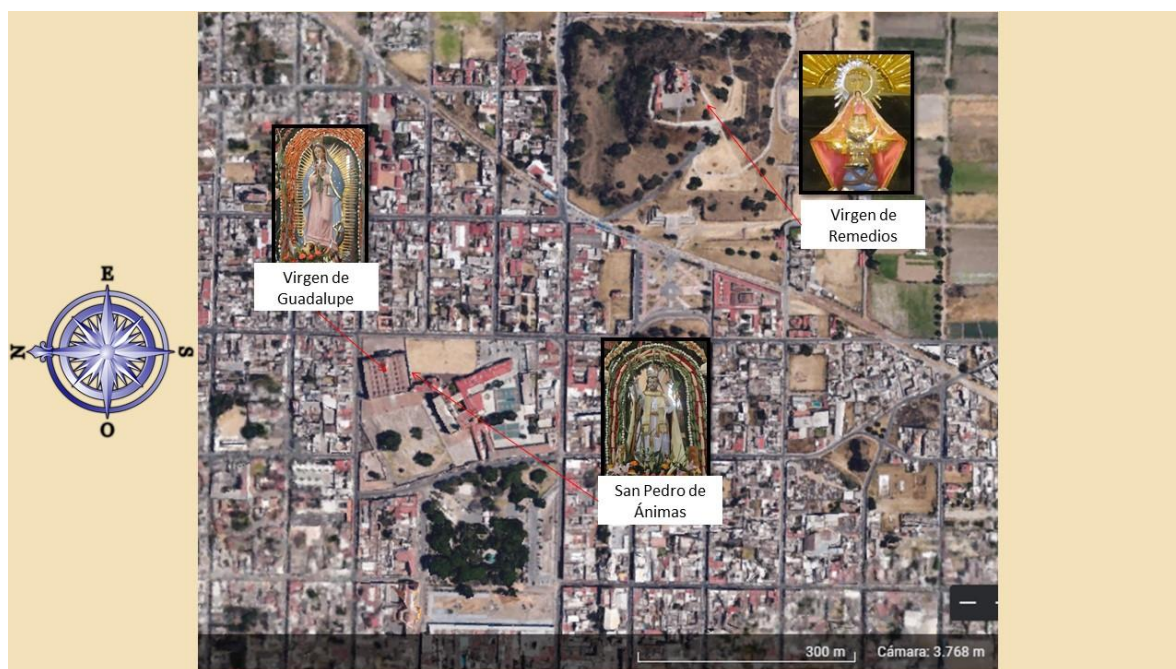 Virgen de
Remedios
Virgen de
Guadalupe
E
N
S
O
San Pedro de
Ánimas
300 m
Cámara: 3.768 m